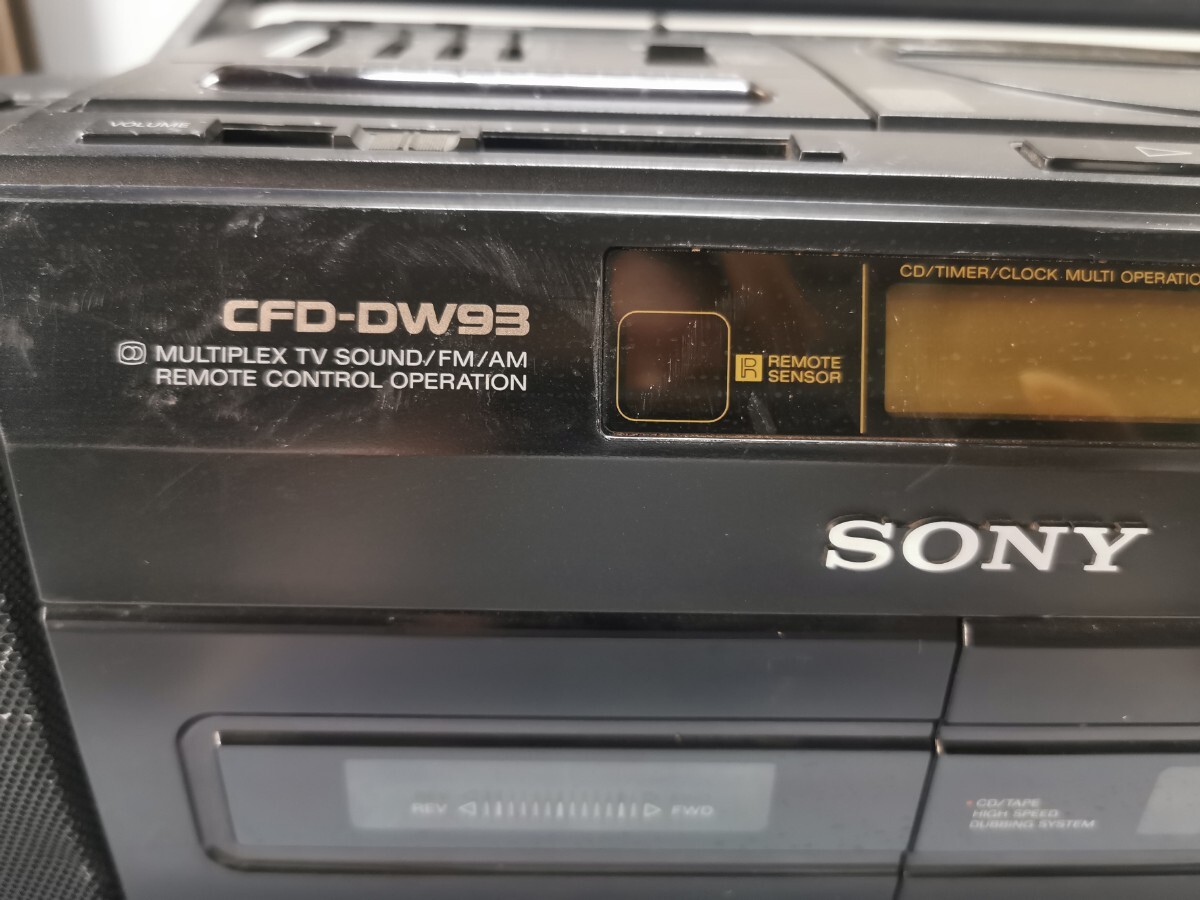 VOLUME
CFD-DW93
MULTIPLEX TV SOUND/FM/AM
REMOTE CONTROL OPERATION
R REMOTE
SENSOR
CD/TIMER/CLOCK MULTI OPERATIO
SONY
REV FWD
CD/TAPE
HIGH SPEED
DUBBING SYSTEM